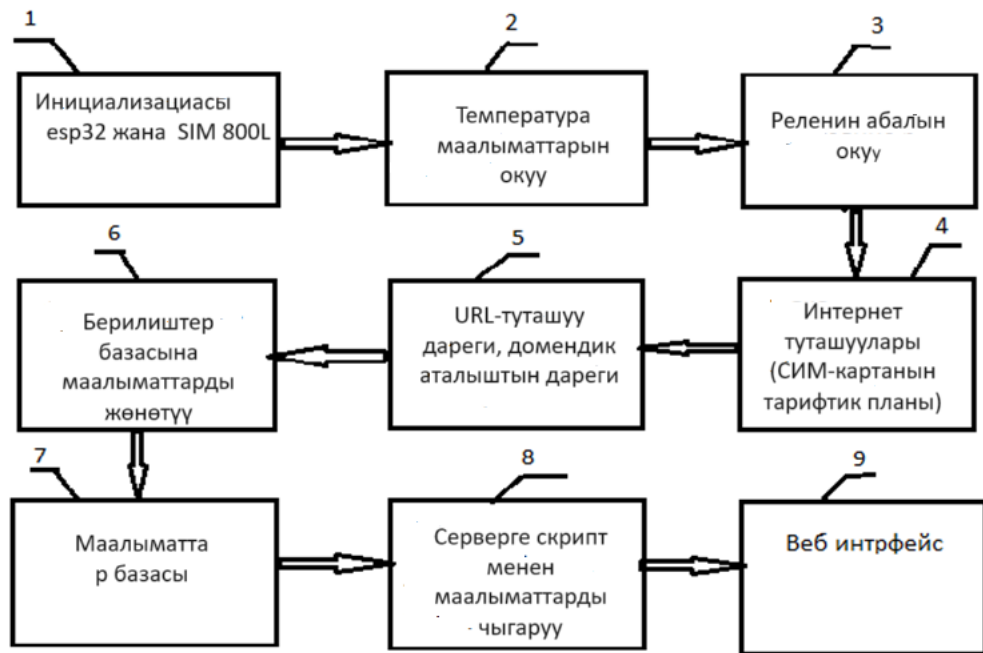 1
Инициализациасы
esp32 жана SIM 800L
2
Температура
маалыматтарын
окуу
3
Реленин абалын
окуу
4
Интернет
туташуулары
(СИМ-картанын
тарифтик планы)
5
URL-туташуу
дареги, домендик
аталыштын дареги
6
Берилиштер
базасына
маалыматтарды
жөнөтүү
7
Маалыматта
р базасы
8
Серверге скрипт
менен
маалыматтарды
чыгаруу
9
Веб интрфейс